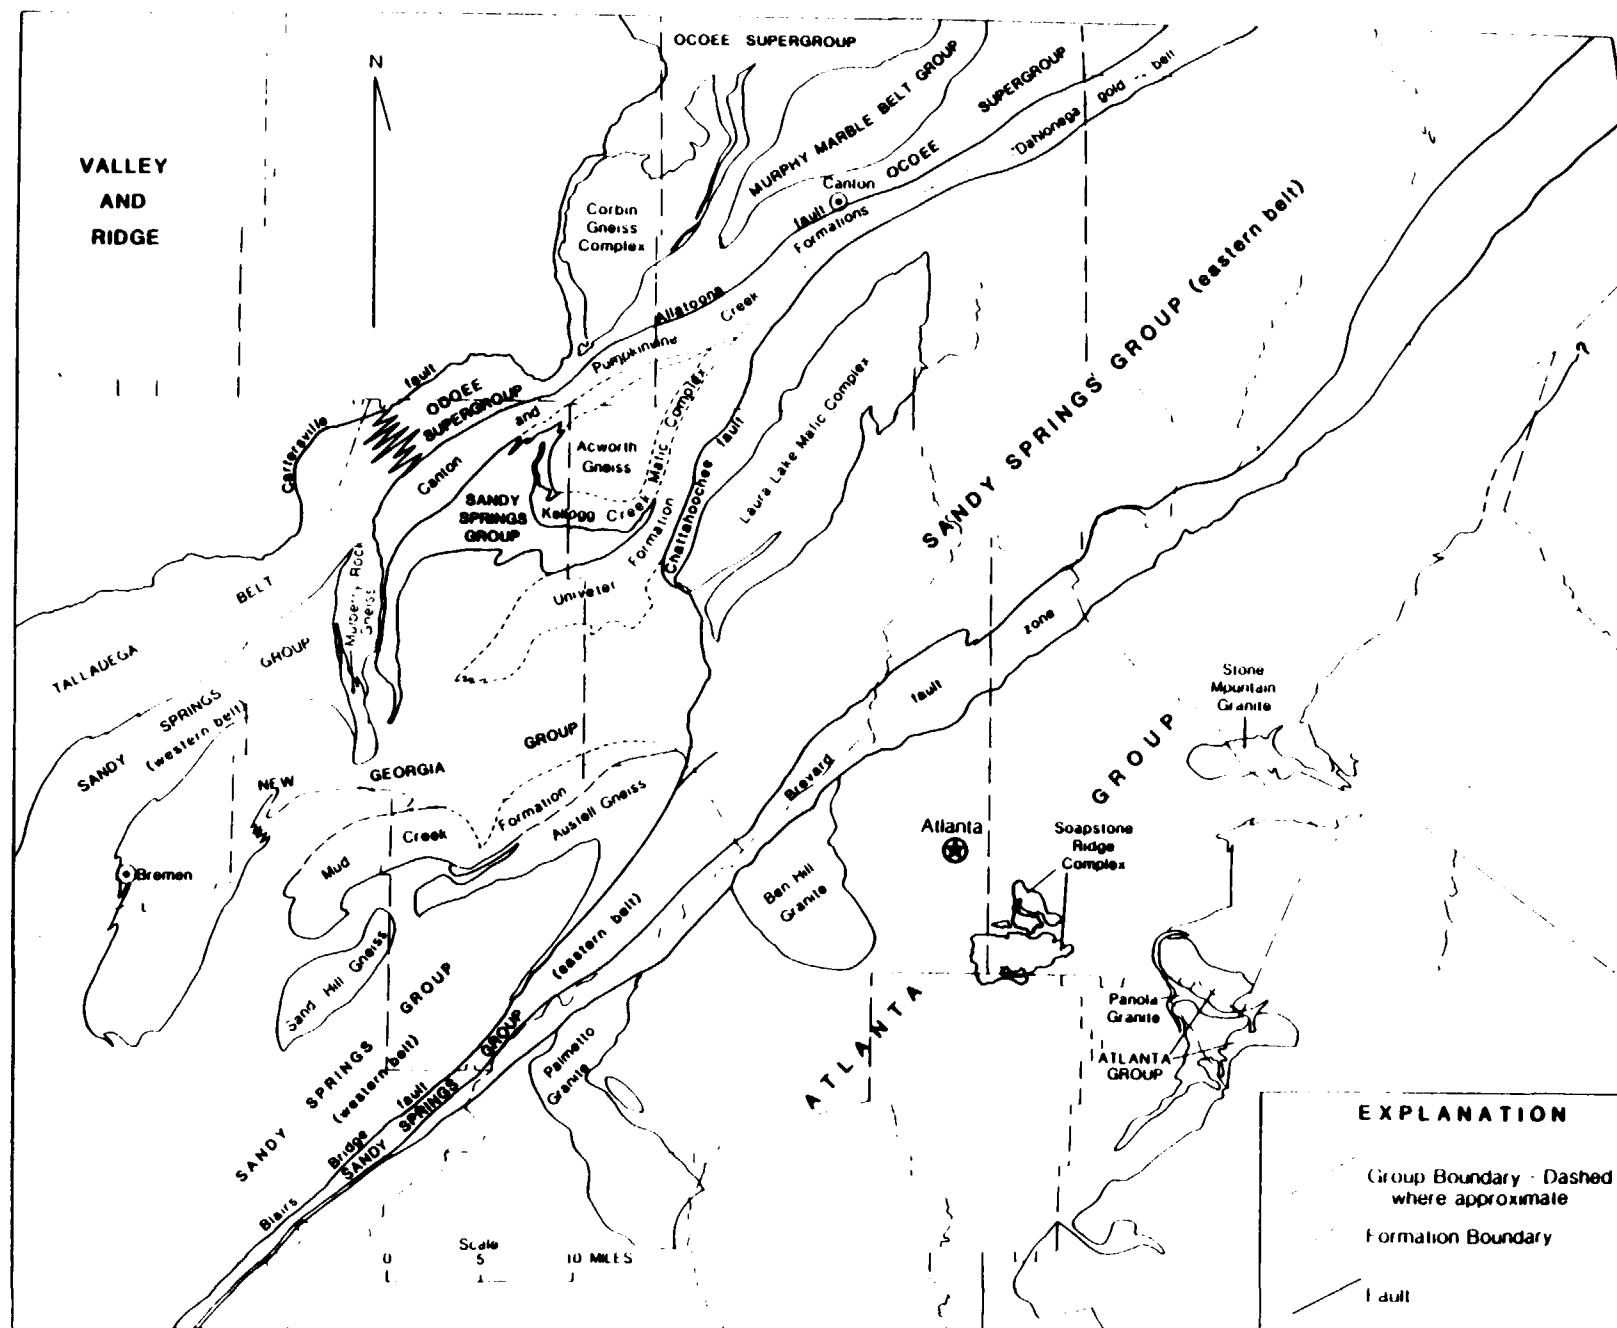 OCOEE SUPERGROUP
N
MURPHY MARBLE BELT GROUP
OCOEE SUPERGROUP
"Dahlonega gold belt
VALLEY
AND
RIDGE
Corbin
Gneiss
Complex
Canton
fault
Formations
SANDY SPRINGS GROUP (eastern belt)
Allatoona
Creek
Pumpkinvine
Cartersville fault
OCOEE
SUPERGROUP
and
Canton
Acworth
Gneiss
Kellogg Creek Mafic Complex
SANDY
SPRINGS
GROUP
Chattahoochee fault
Laura Lake Mafic Complex
Univeter Formation
Mulberry Rock
Gneiss
TALLADEGA BELT
SANDY SPRINGS GROUP
(western belt)
Brevard fault zone
Stone
Mountain
Granite
NEW GEORGIA GROUP
Mud Creek Formation
Austell Gneiss
Bremen
Sand Hill Gneiss
Atlanta
Soapstone
Ridge
Complex
Ben Hill
Granite
ATLANTA GROUP
SANDY SPRINGS GROUP
(western belt)
SANDY SPRINGS GROUP
(eastern belt)
Blairs Bridge fault
Palmetto
Granite
Panola
Granite
ATLANTA
GROUP
Scale
0 5 10 MILES
EXPLANATION
Group Boundary - Dashed
where approximate
Formation Boundary
Fault